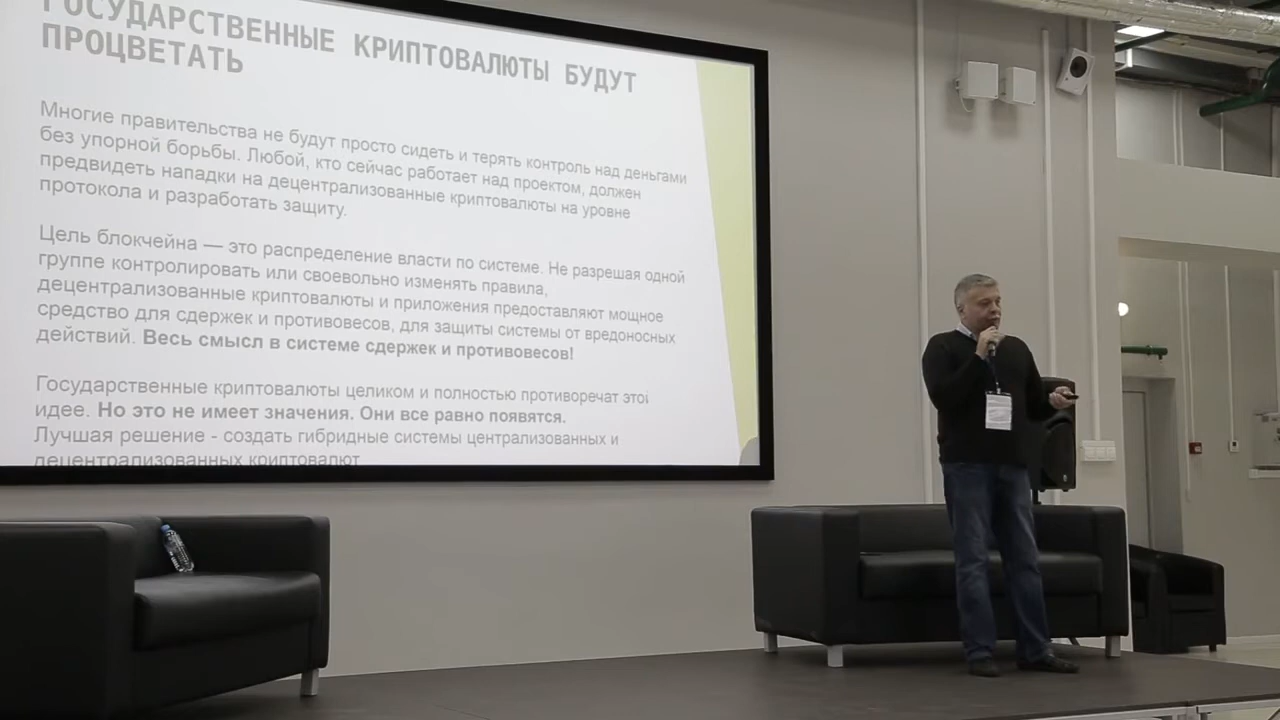 ГОСУДАРСТВЕННЫЕ КРИПТОВАЛЮТЫ БУДУТ
ПРОЦВЕТАТЬ
Многие правительства не будут просто сидеть и терять контроль над деньгами
без упорной борьбы. Любой, кто сейчас работает над проектом, должен
предвидеть нападки на децентрализованные криптовалюты на уровне
протокола и разработать защиту.
Цель блокчейна — это распределение власти по системе. Не разрешая одной
группе контролировать или своевольно изменять правила,
децентрализованные криптовалюты и приложения предоставляют мощное
средство для сдержек и противовесов, для защиты системы от вредоносных
действий. Весь смысл в системе сдержек и противовесов!
Государственные криптовалюты целиком и полностью противоречат этой
идее. Но это не имеет значения. Они все равно появятся.
Лучшая решение - создать гибридные системы централизованных и
децентрализованных криптовалют